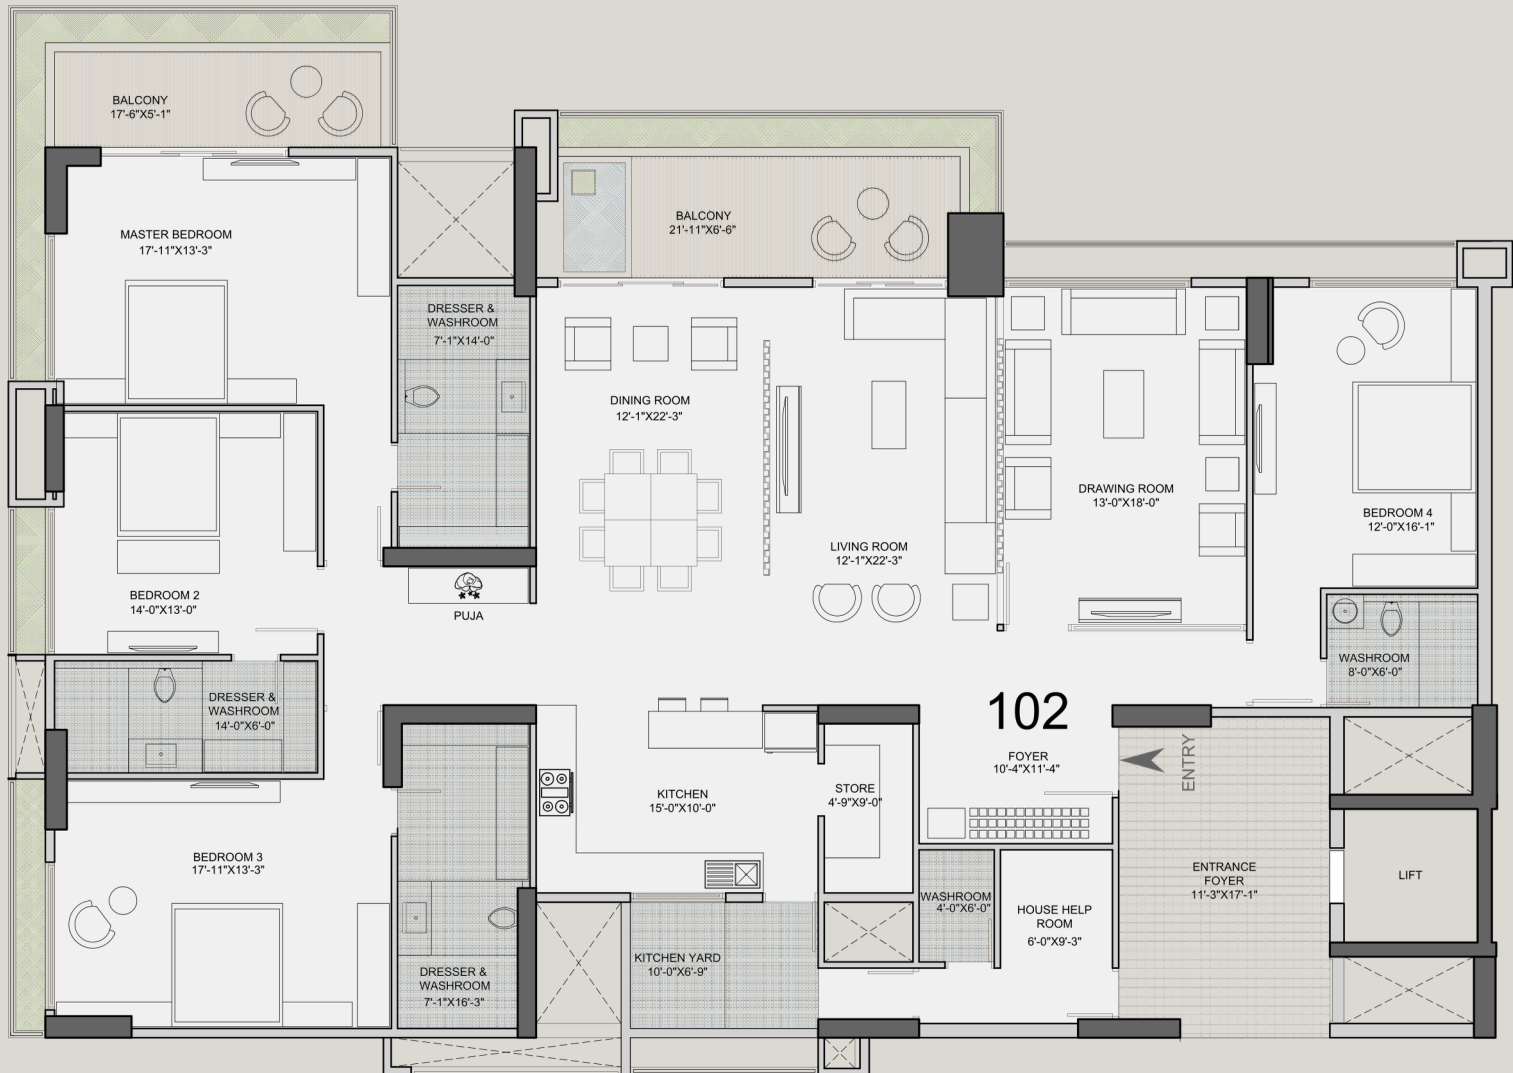 BALCONY
17'-6"X5'-1"
BALCONY
21'-11"X6'-6"
MASTER BEDROOM
17'-11"X13'-3"
DRESSER &
WASHROOM
7'-1"X14'-0"
DINING ROOM
12'-1"X22'-3"
DRAWING ROOM
13'-0"X18'-0"
BEDROOM 4
12'-0"X16'-1"
LIVING ROOM
12'-1"X22'-3"
BEDROOM 2
14'-0"X13'-0"
PUJA
WASHROOM
8'-0"X6'-0"
DRESSER &
WASHROOM
14'-0"X6'-0"
102
FOYER
10'-4"X11'-4"
ENTRY
KITCHEN
15'-0"X10'-0"
STORE
4'-9"X9'-0"
BEDROOM 3
17'-11"X13'-3"
ENTRANCE
FOYER
11'-3"X17'-1"
LIFT
WASHROOM
4'-0"X6'-0"
HOUSE HELP
ROOM
6'-0"X9'-3"
KITCHEN YARD
10'-0"X6'-9"
DRESSER &
WASHROOM
7'-1"X16'-3"